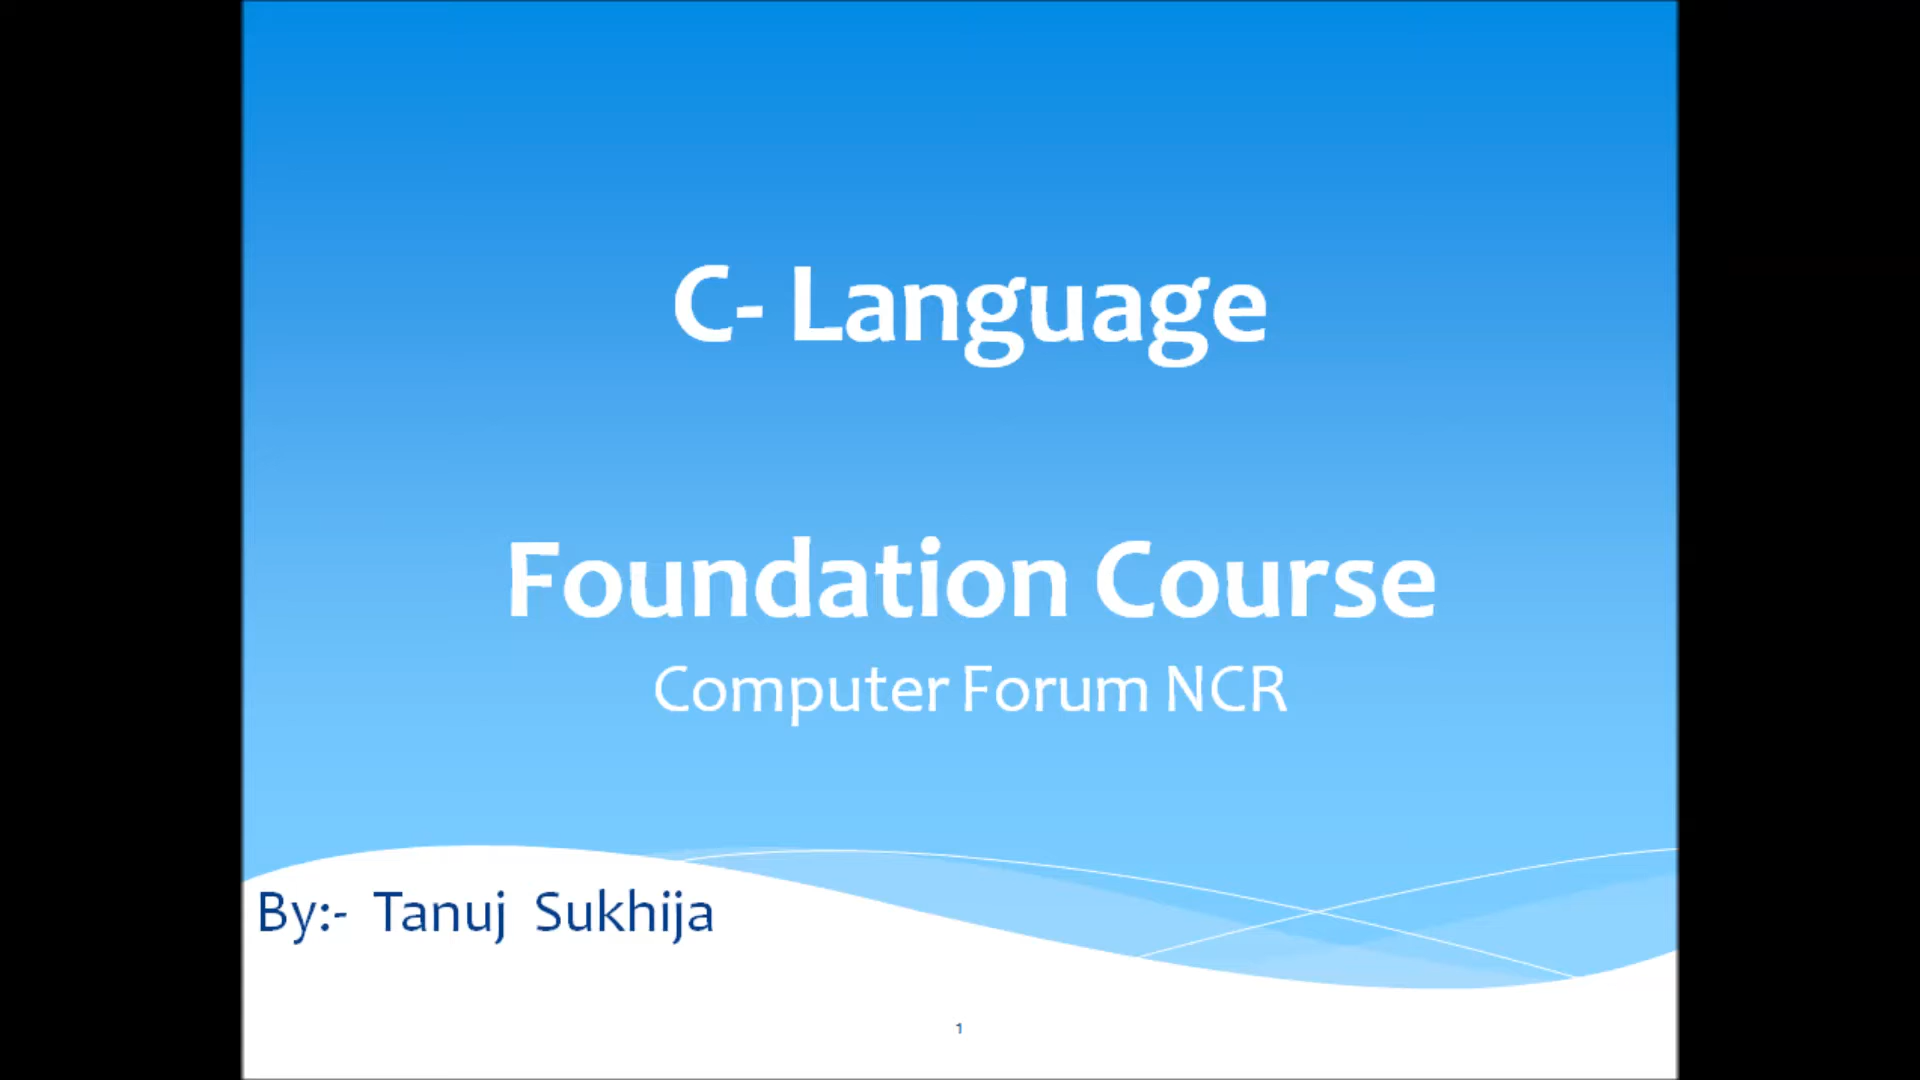 C- Language
Foundation Course
Computer Forum NCR
By:- Tanuj Sukhija
1